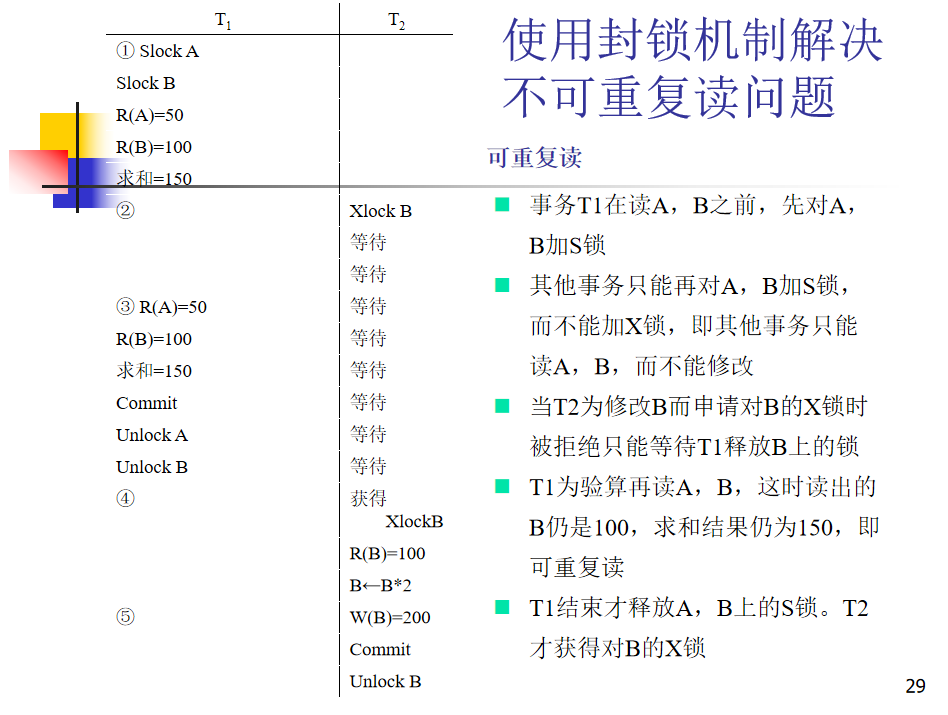 T1 T2
① Slock A
Slock B
R(A)=50
R(B)=100
求和=150
② Xlock B
等待
等待
③ R(A)=50 等待
R(B)=100 等待
求和=150 等待
Commit 等待
Unlock A 等待
Unlock B 等待
④ 获得
XlockB
R(B)=100
B←B*2
⑤ W(B)=200
Commit
Unlock B
使用封锁机制解决
不可重复读问题
可重复读
事务T1在读A，B之前，先对A，
B加S锁
其他事务只能再对A，B加S锁，
而不能加X锁，即其他事务只能
读A，B，而不能修改
当T2为修改B而申请对B的X锁时
被拒绝只能等待T1释放B上的锁
T1为验算再读A，B，这时读出的
B仍是100，求和结果仍为150，即
可重复读
T1结束才释放A，B上的S锁。T2
才获得对B的X锁
29